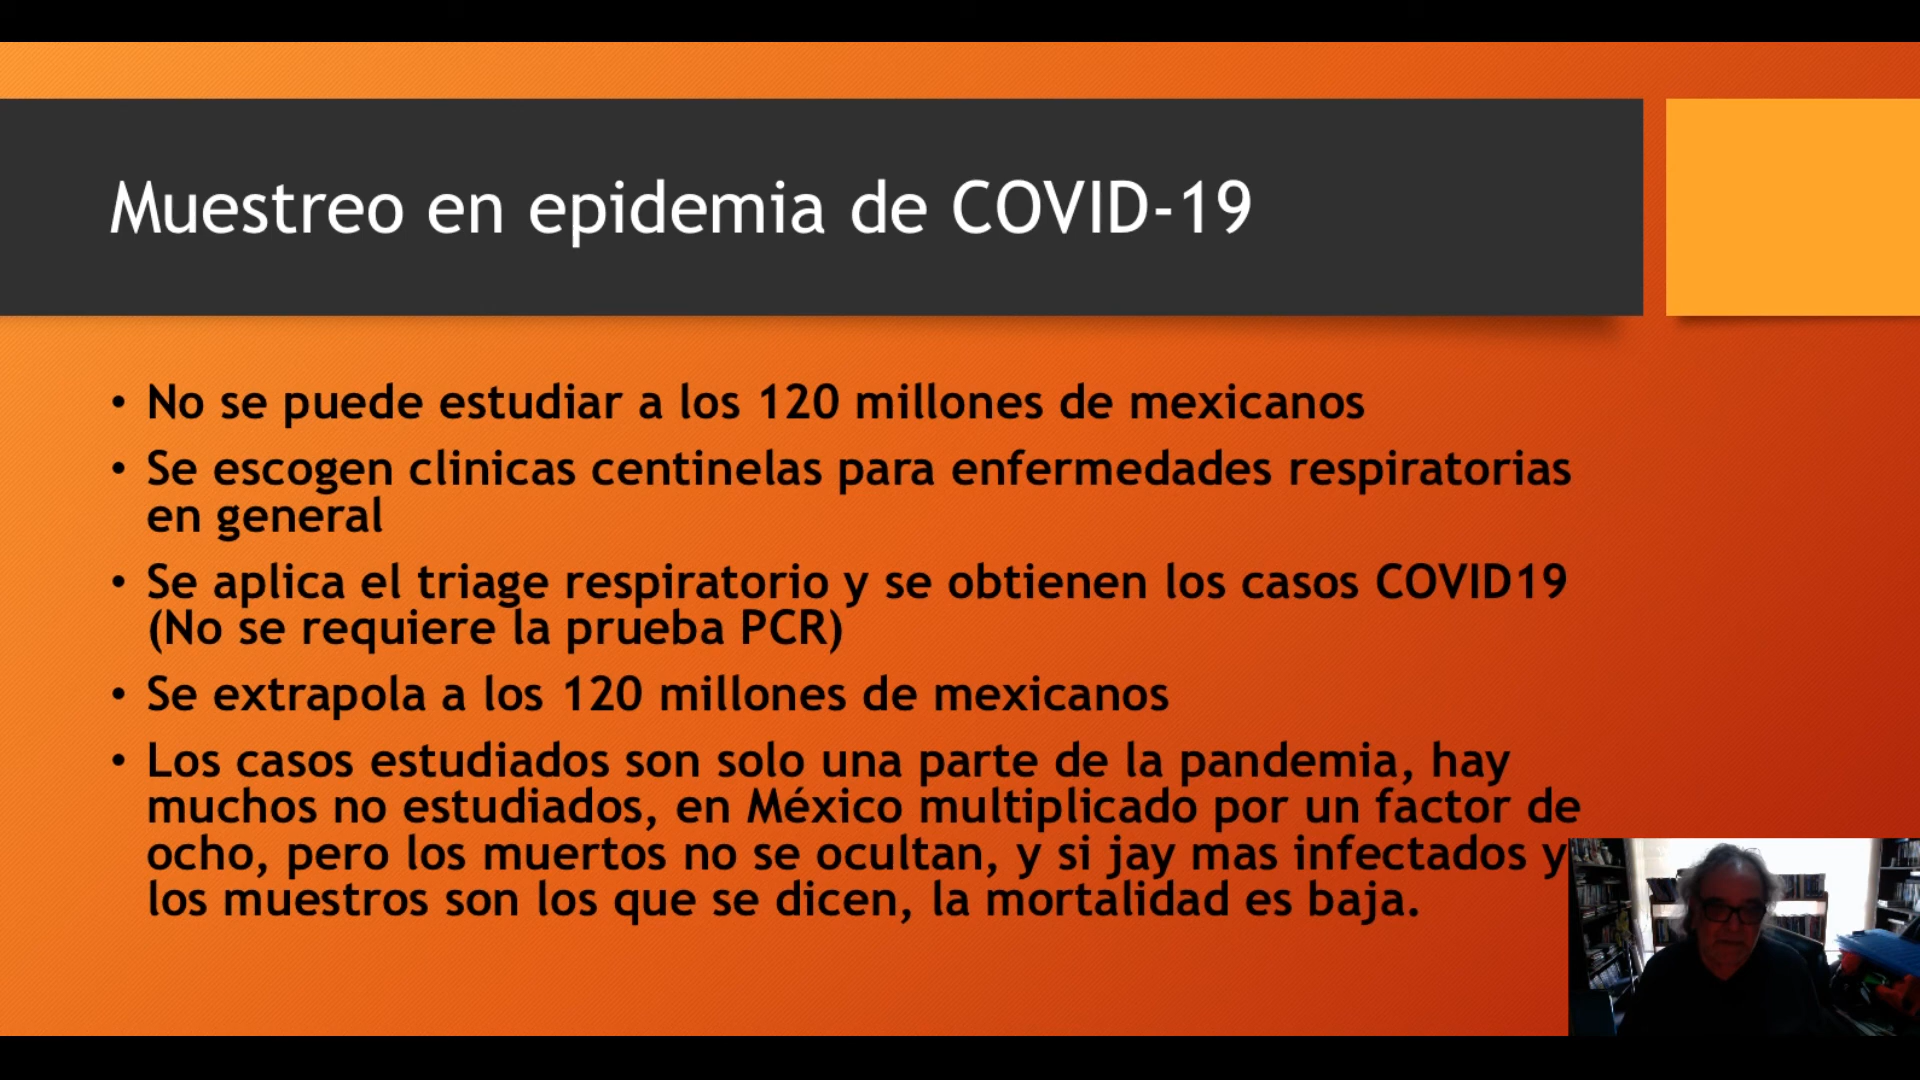 Muestreo en epidemia de COVID-19
• No se puede estudiar a los 120 millones de mexicanos
• Se escogen clinicas centinelas para enfermedades respiratorias
en general
• Se aplica el triage respiratorio y se obtienen los casos COVID19
(No se requiere la prueba PCR)
• Se extrapola a los 120 millones de mexicanos
• Los casos estudiados son solo una parte de la pandemia, hay
muchos no estudiados, en México multiplicado por un factor de
ocho, pero los muertos no se ocultan, y si jay mas infectados y
los muestros son los que se dicen, la mortalidad es baja.